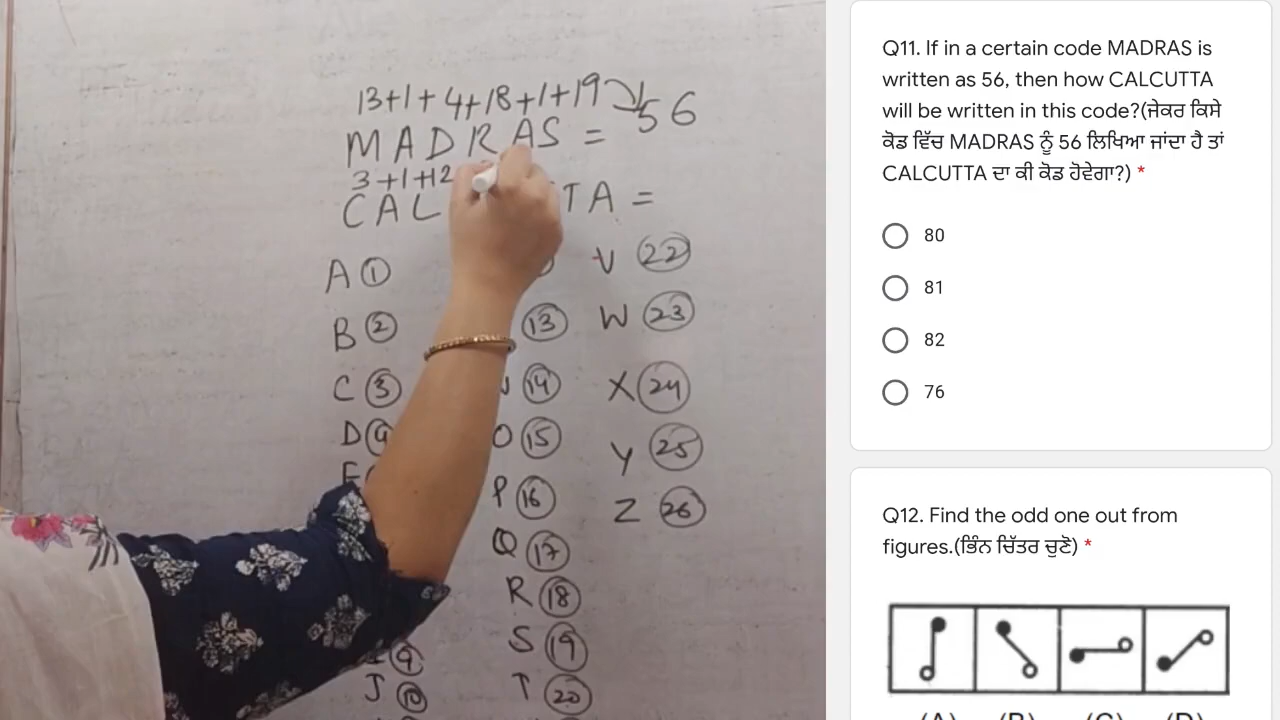 13+1+4+18+1+19 56
MADRAS =
3+1+12
CAL TA =
A 1
B 2
C 3
D 4
E
9
J 10
13
14
O 15
P 16
Q 17
R 18
S 19
T 20
V 22
W 23
X 24
Y 25
Z 26
Q11. If in a certain code MADRAS is
written as 56, then how CALCUTTA
will be written in this code?(ਜੇਕਰ ਕਿਸੇ
ਕੋਡ ਵਿੱਚ MADRAS ਨੂੰ 56 ਲਿਖਿਆ ਜਾਂਦਾ ਹੈ ਤਾਂ
CALCUTTA ਦਾ ਕੀ ਕੋਡ ਹੋਵੇਗਾ?) *
80
81
82
76
Q12. Find the odd one out from
figures.(ਭਿੰਨ ਚਿੱਤਰ ਚੁਣੋ) *
(A) (B) (C) (D)